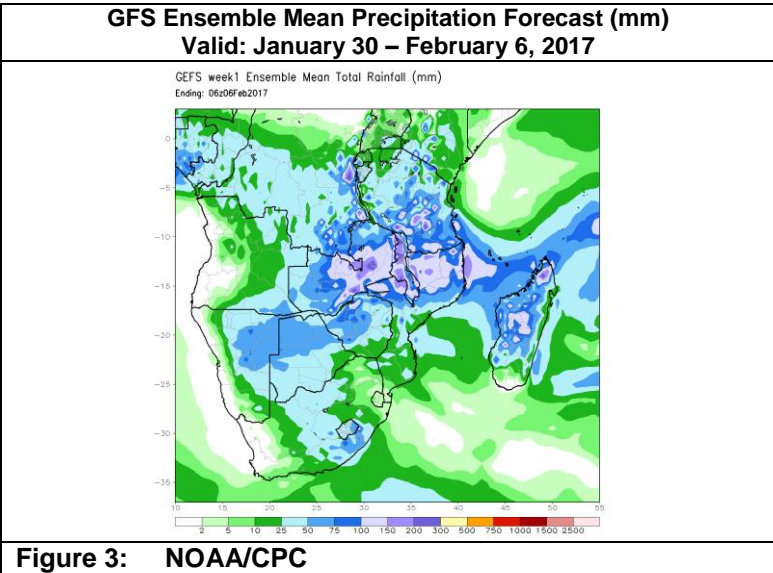 GFS Ensemble Mean Precipitation Forecast (mm)
Valid: January 30 – February 6, 2017
GEFS week1 Ensemble Mean Total Rainfall (mm)
Ending: 06z06Feb2017
0
-5
-10
-15
-20
-25
-30
-35
10 15 20 25 30 35 40 45 50 55
2 5 10 25 50 75 100 150 200 300 500 750 1000 1500 2500
Figure 3: NOAA/CPC